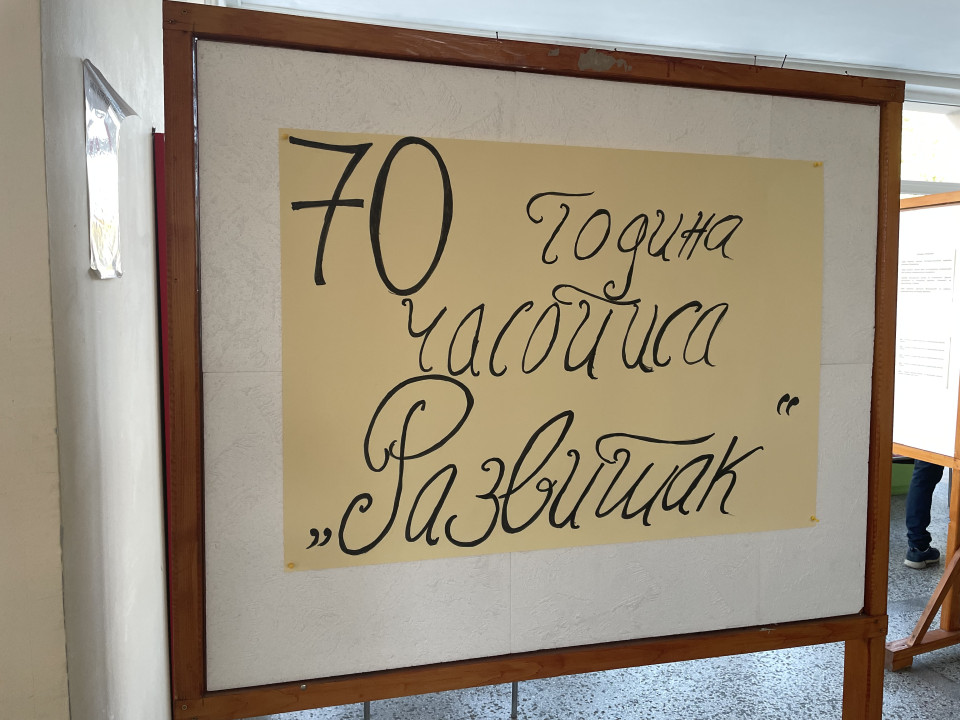 70 година
часописа
„Развитак“